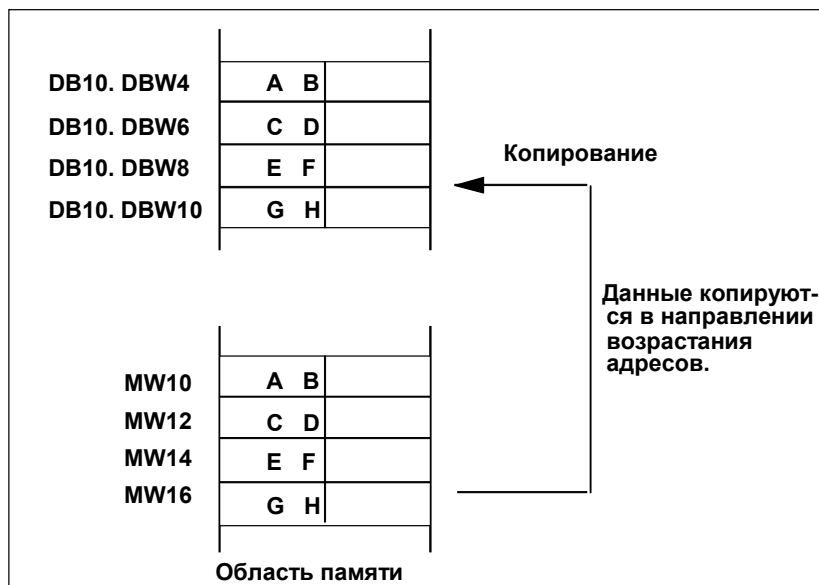 DB10. DBW4 A B
DB10. DBW6 C D
DB10. DBW8 E F
DB10. DBW10 G H
Копирование
Данные копируют-
ся в направлении
возрастания
адресов.
MW10 A B
MW12 C D
MW14 E F
MW16 G H
Область памяти